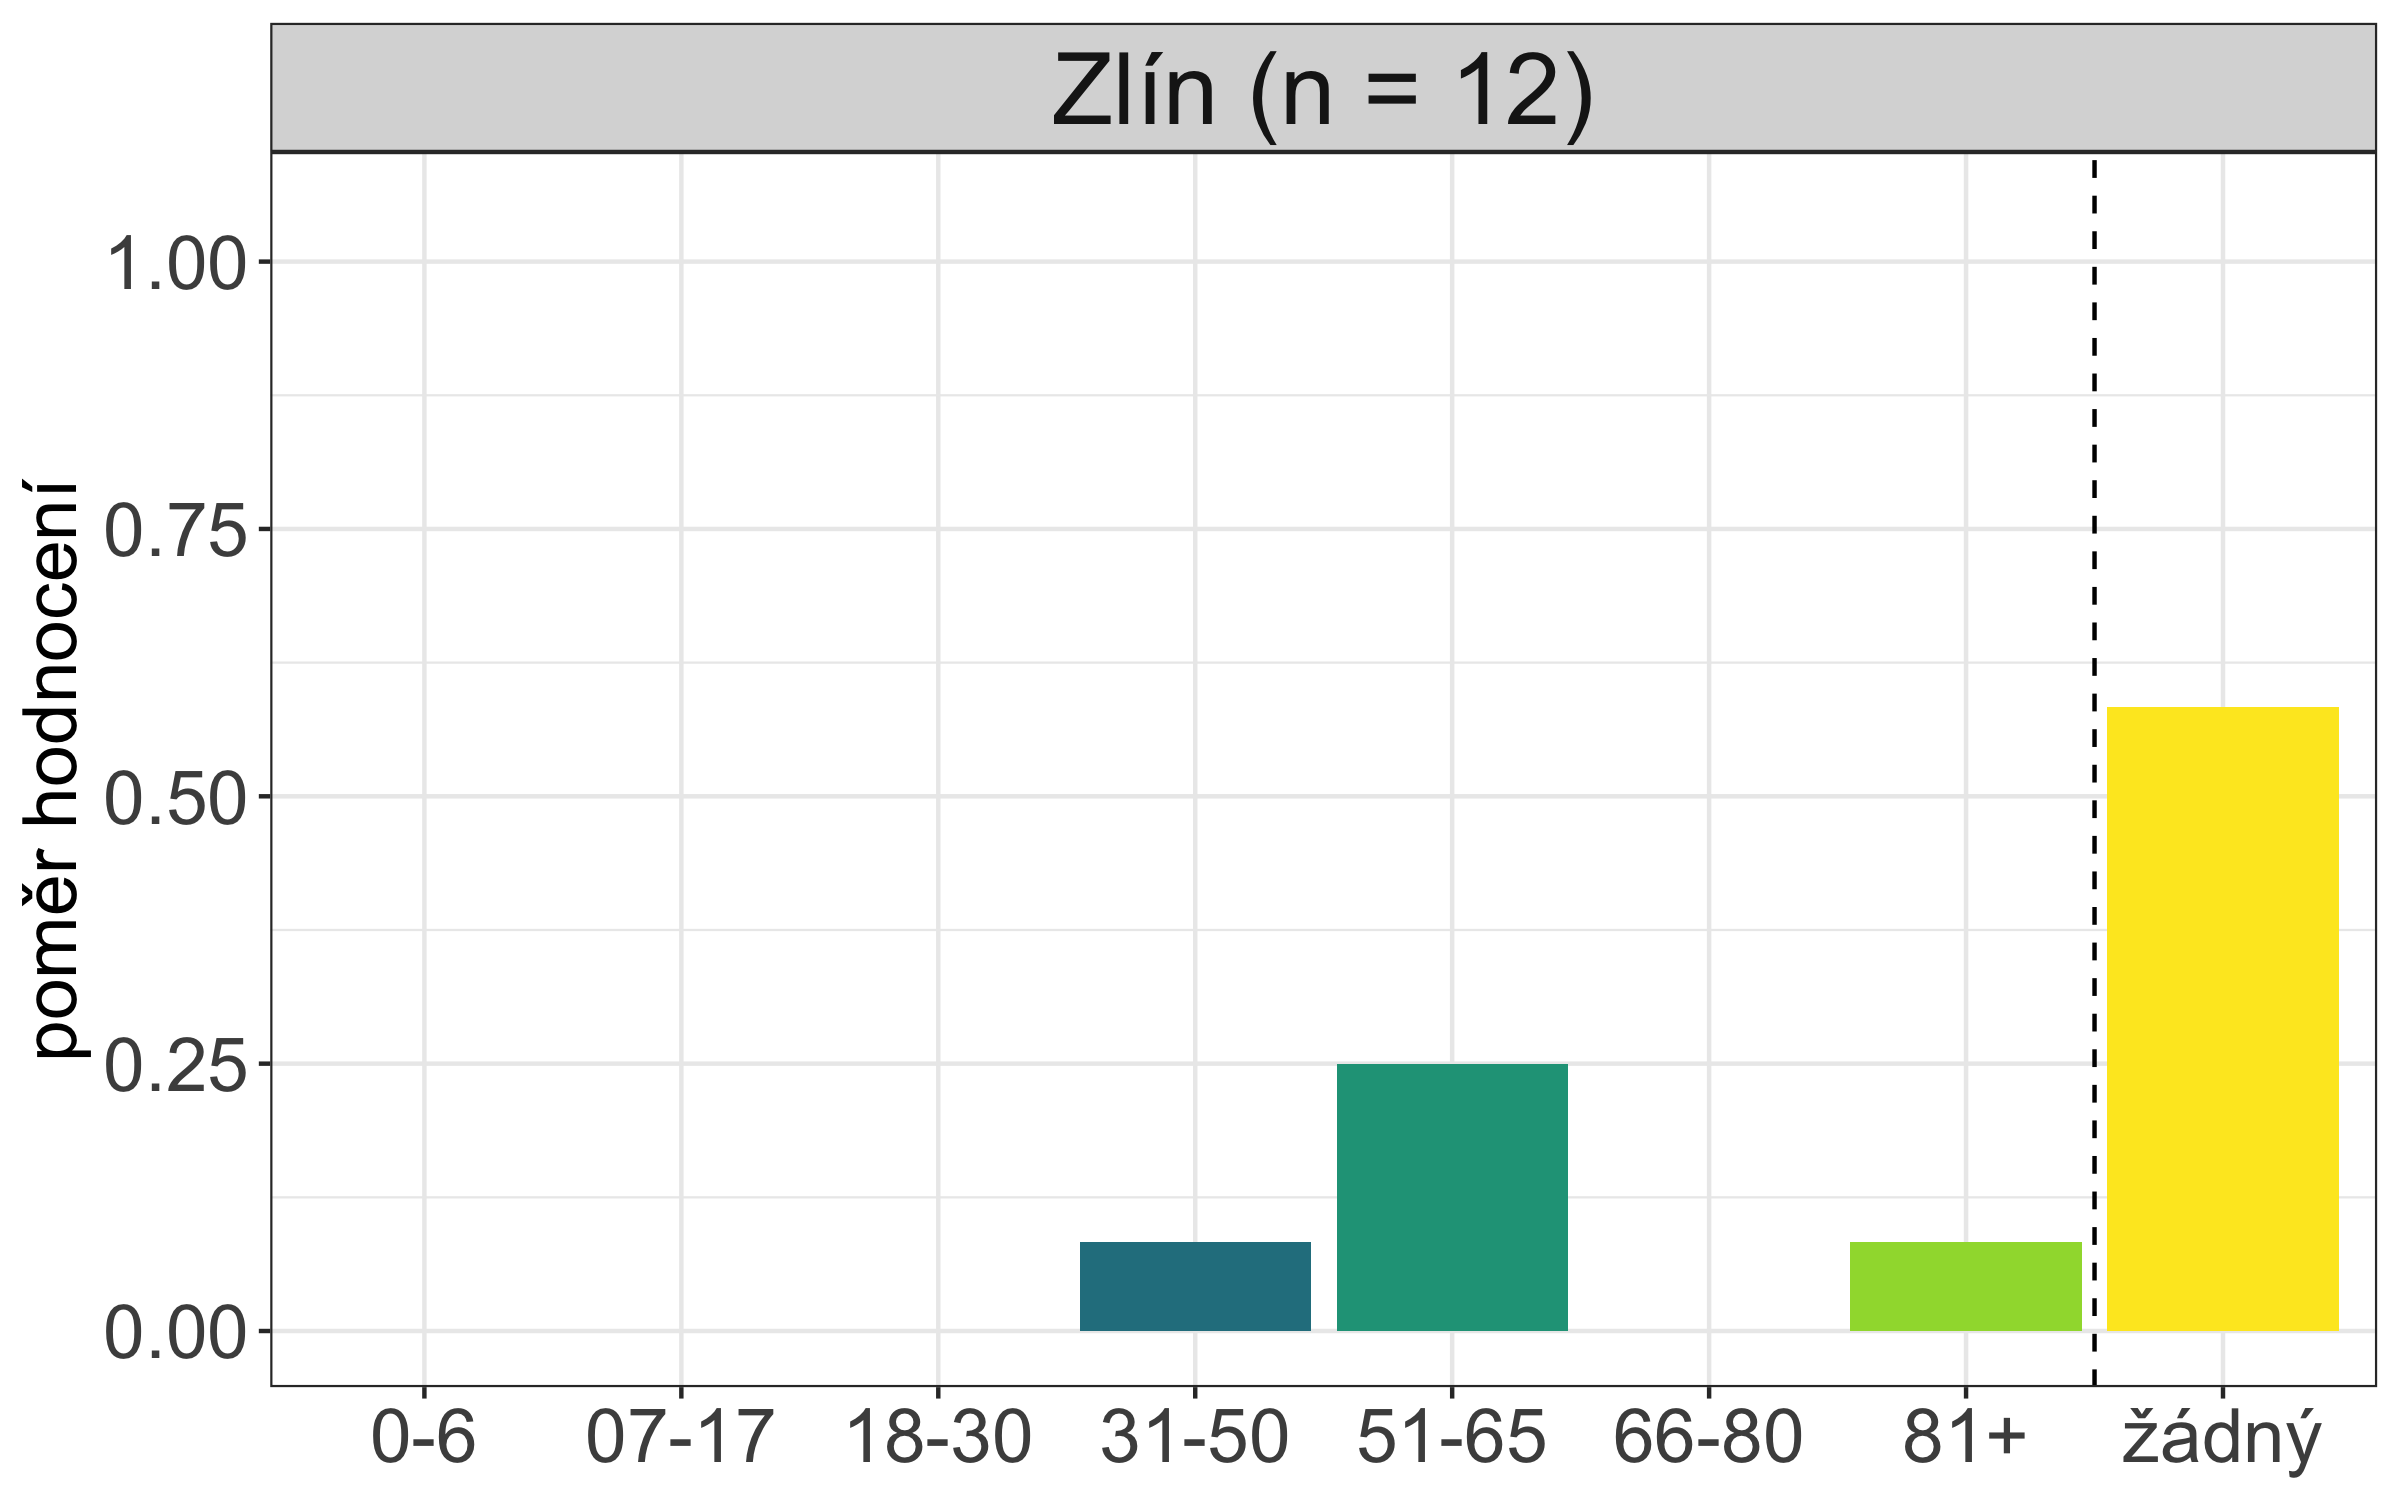 Zlín (n = 12)
poměr hodnocení
1.00
0.75
0.50
0.25
0.00
0-6 07-17 18-30 31-50 51-65 66-80 81+ žádný